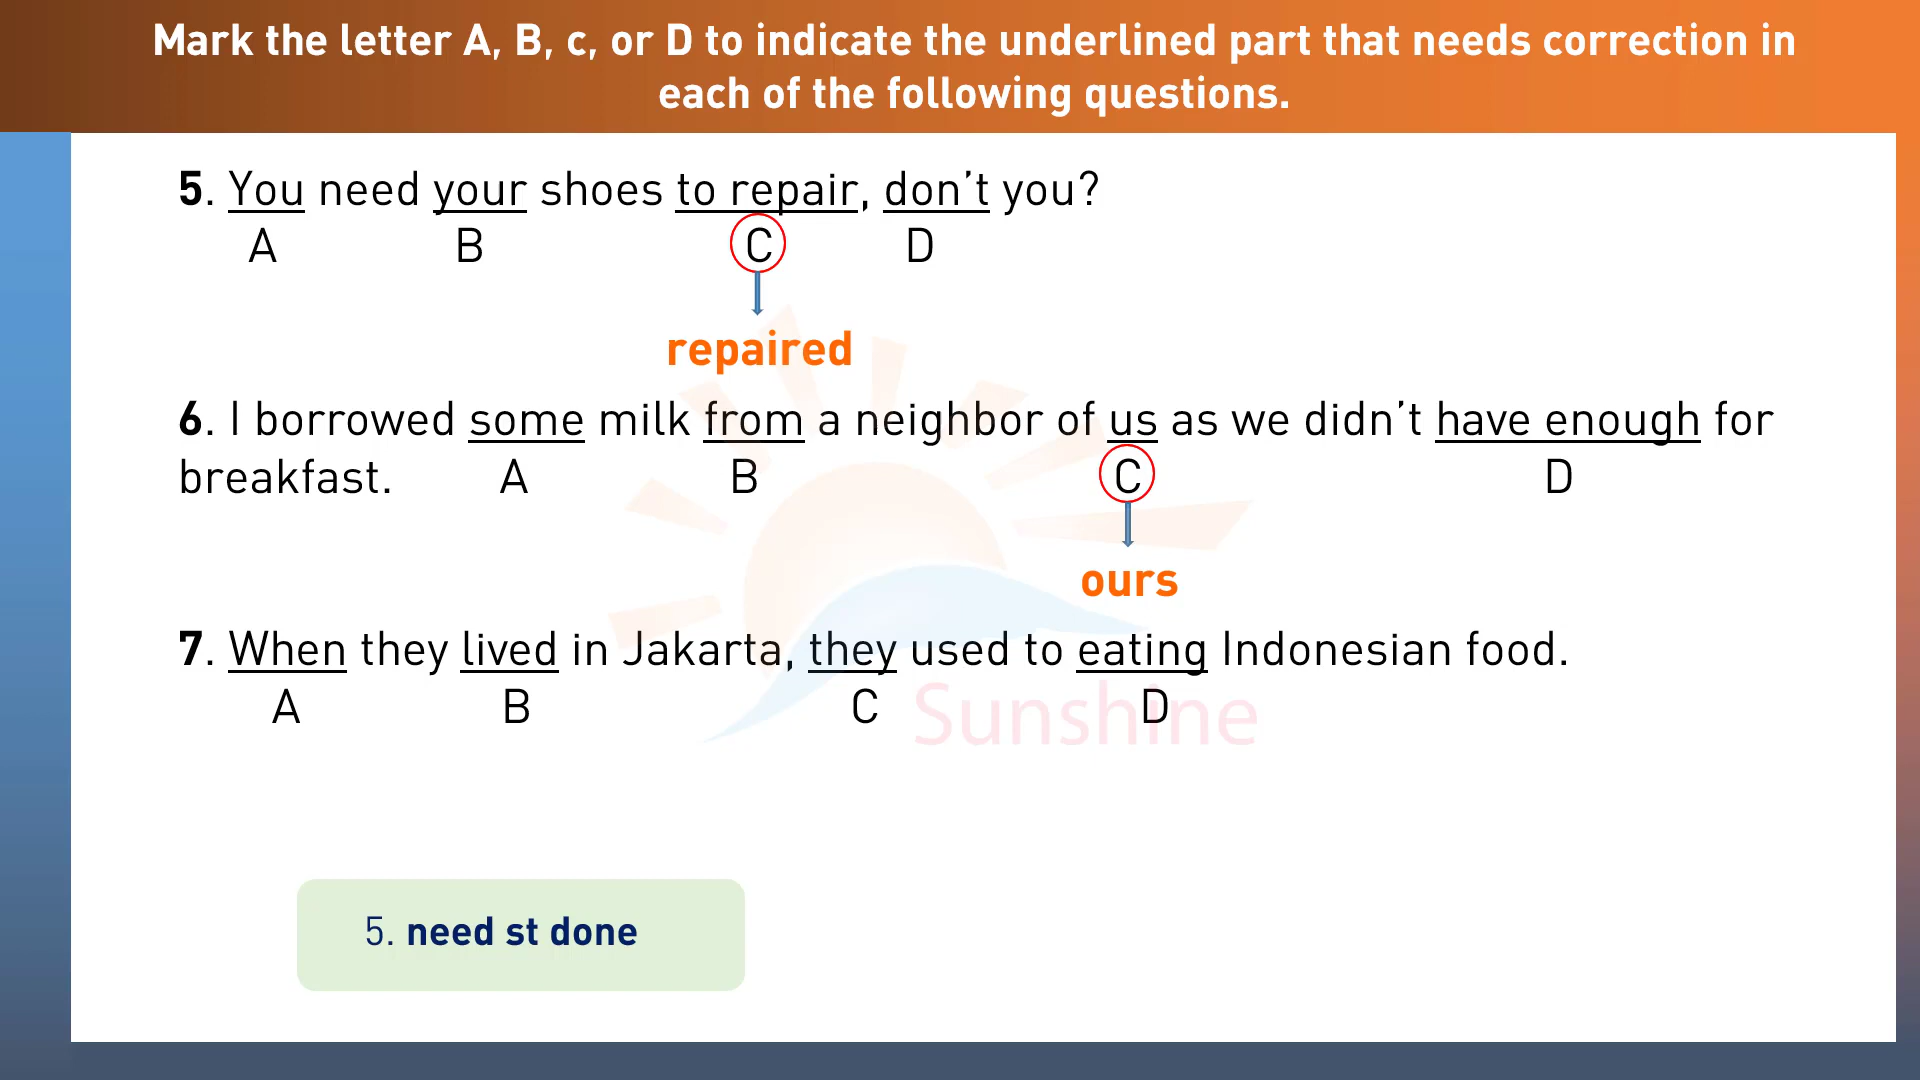 Mark the letter A, B, c, or D to indicate the underlined part that needs correction in
each of the following questions.
5. You need your shoes to repair, don’t you?
A B C D
repaired
6. I borrowed some milk from a neighbor of us as we didn’t have enough for
breakfast. A B C D
ours
7. When they lived in Jakarta, they used to eating Indonesian food.
A B C D
Sunshine
5. need st done